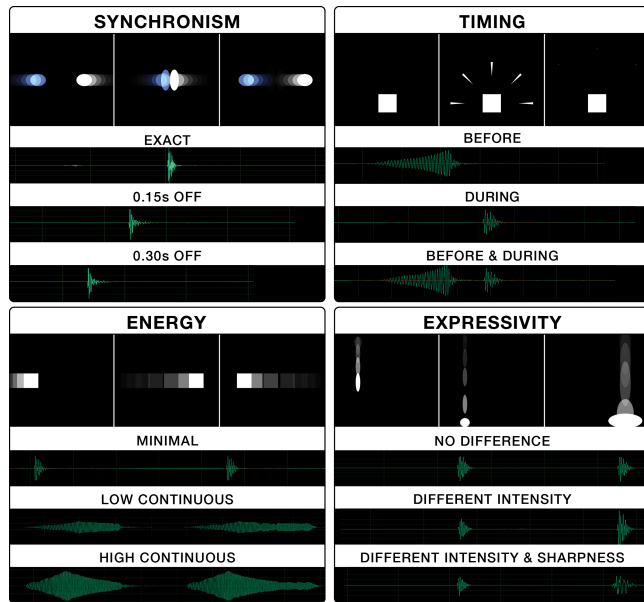 SYNCHRONISM
EXACT
0.15s OFF
0.30s OFF
TIMING
BEFORE
DURING
BEFORE & DURING
ENERGY
MINIMAL
LOW CONTINUOUS
HIGH CONTINUOUS
EXPRESSIVITY
NO DIFFERENCE
DIFFERENT INTENSITY
DIFFERENT INTENSITY & SHARPNESS